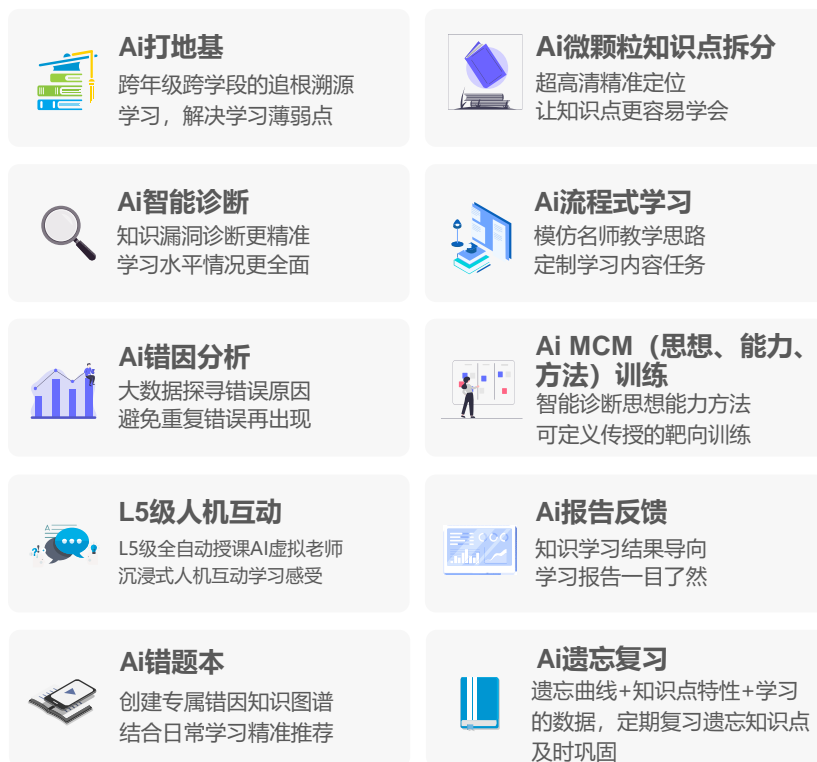 Ai打地基
跨年级跨学段的追根溯源
学习，解决学习薄弱点
Ai微颗粒知识点拆分
超高清精准定位
让知识点更容易学会
Ai智能诊断
知识漏洞诊断更精准
学习水平情况更全面
Ai流程式学习
模仿名师教学思路
定制学习内容任务
Ai错因分析
大数据探寻错误原因
避免重复错误再出现
Ai MCM（思想、能力、
方法）训练
智能诊断思想能力方法
可定义传授的靶向训练
L5级人机互动
L5级全自动授课AI虚拟老师
沉浸式人机互动学习感受
Ai报告反馈
知识学习结果导向
学习报告一目了然
Ai错题本
创建专属错因知识图谱
结合日常学习精准推荐
Ai遗忘复习
遗忘曲线+知识点特性+学习
的数据，定期复习遗忘知识点
及时巩固